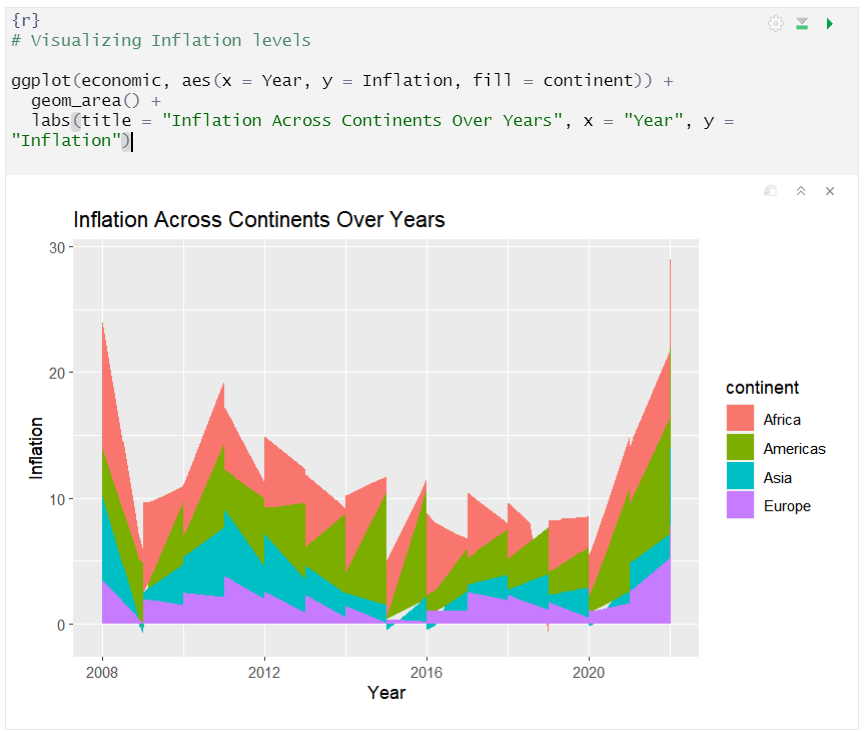 {r}
# Visualizing Inflation levels
ggplot(economic, aes(x = Year, y = Inflation, fill = continent)) +
  geom_area() +
  labs(title = "Inflation Across Continents Over Years", x = "Year", y =
"Inflation")
Inflation Across Continents Over Years
30
20
10
0
Inflation
2008 2012 2016 2020
Year
continent
Africa
Americas
Asia
Europe